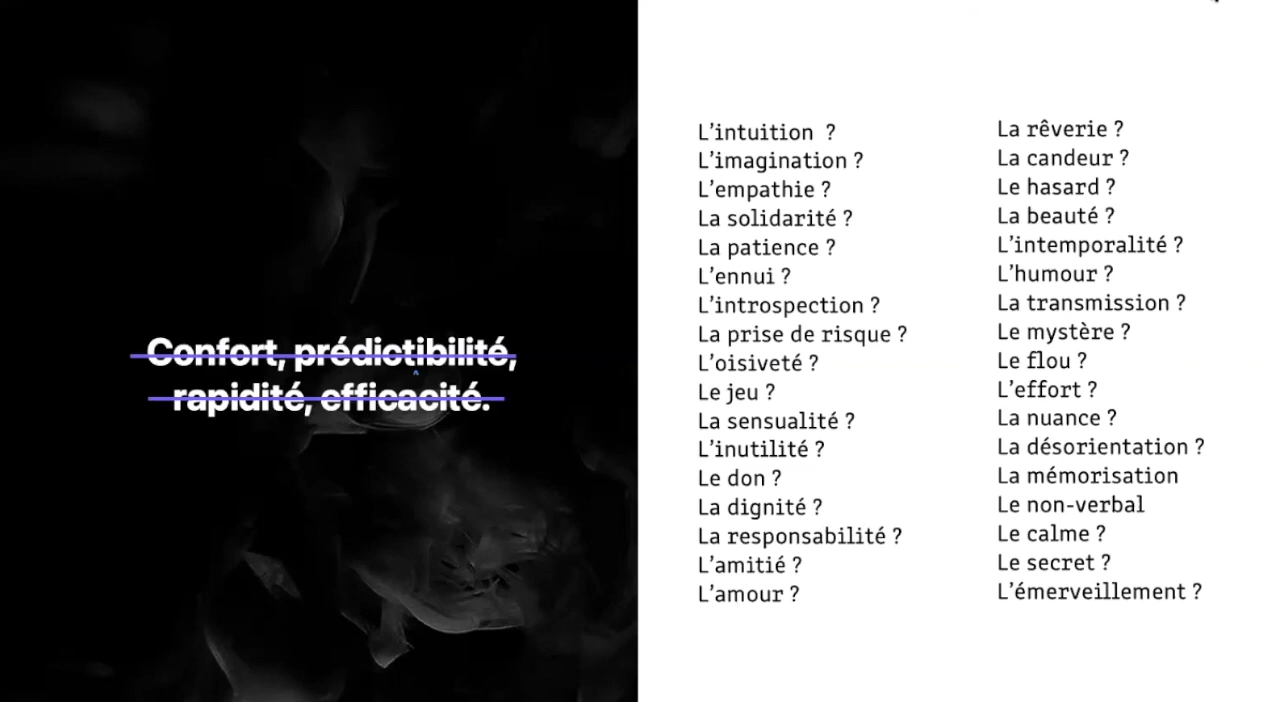 Confort, prédictibilité,
rapidité, efficacité.
L'intuition ?
L'imagination ?
L'empathie ?
La solidarité ?
La patience ?
L'ennui ?
L'introspection ?
La prise de risque ?
L'oisiveté ?
Le jeu ?
La sensualité ?
L'inutilité ?
Le don ?
La dignité ?
La responsabilité ?
L'amitié ?
L'amour ?
La rêverie ?
La candeur ?
Le hasard ?
La beauté ?
L'intemporalité ?
L'humour ?
La transmission ?
Le mystère ?
Le flou ?
L'effort ?
La nuance ?
La désorientation ?
La mémorisation
Le non-verbal
Le calme ?
Le secret ?
L'émerveillement ?